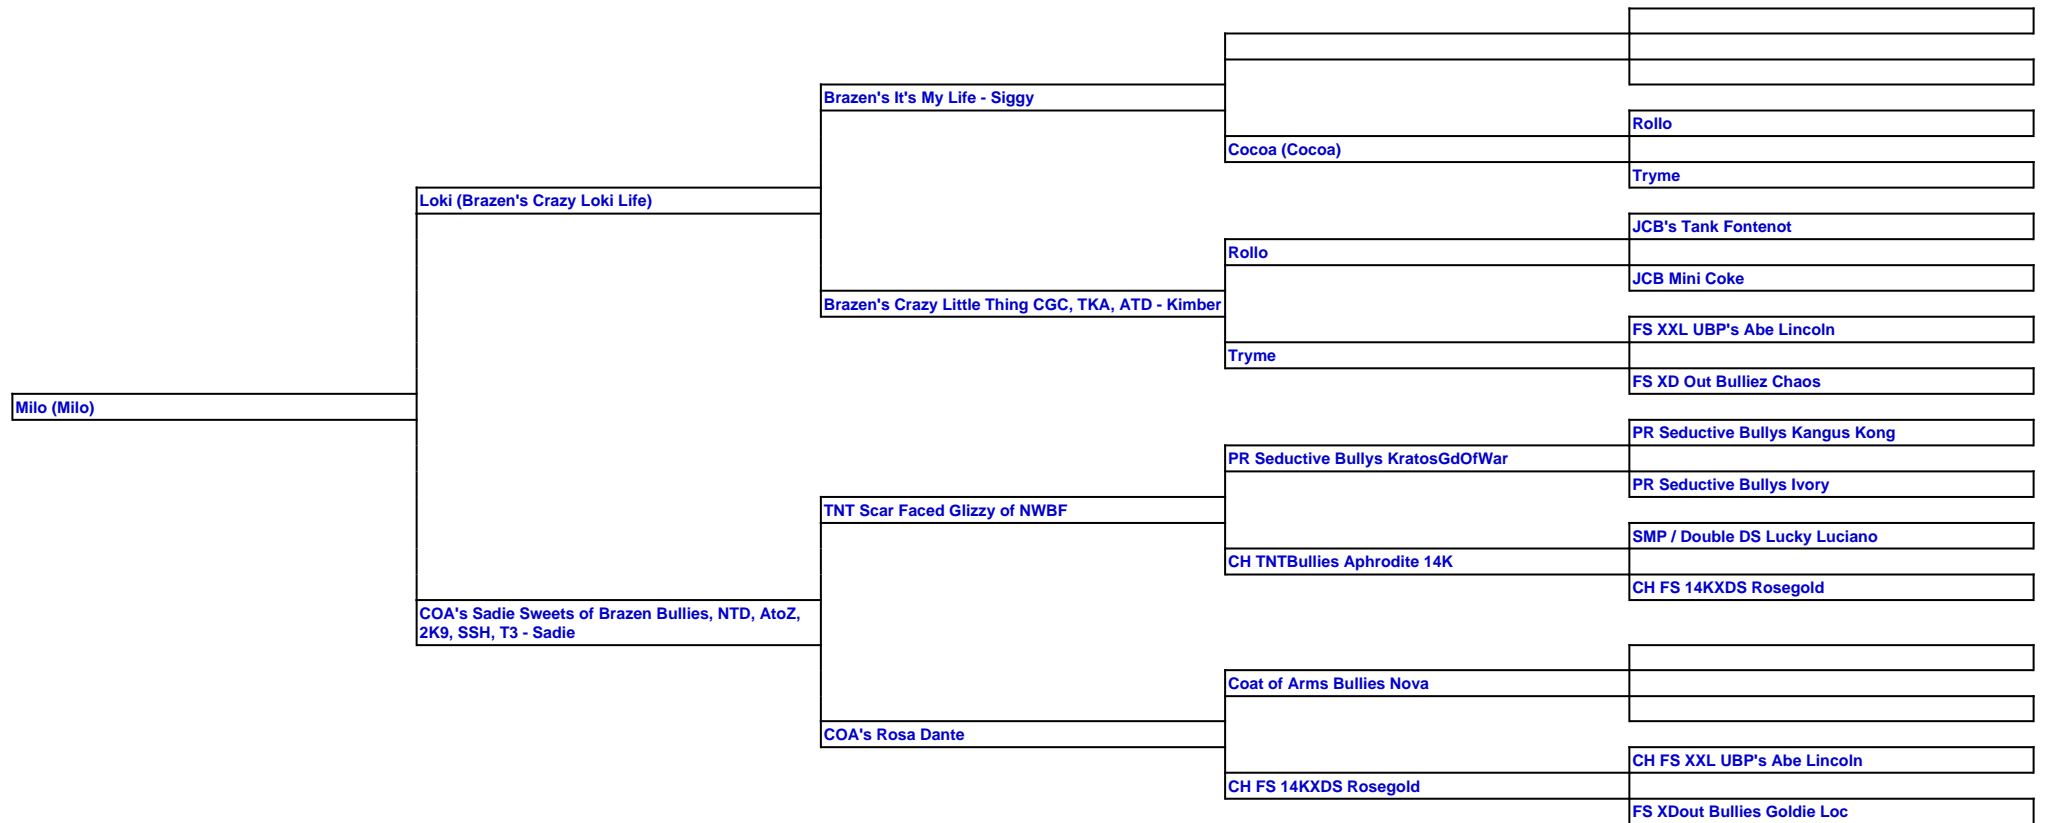 Brazen's It's My Life - Siggy
Rollo
Cocoa (Cocoa)
Tryme
Loki (Brazen's Crazy Loki Life)
JCB's Tank Fontenot
Rollo
JCB Mini Coke
Brazen's Crazy Little Thing CGC, TKA, ATD - Kimber
FS XXL UBP's Abe Lincoln
Tryme
FS XD Out Bulliez Chaos
Milo (Milo)
PR Seductive Bullys Kangus Kong
PR Seductive Bullys KratosGdOfWar
PR Seductive Bullys Ivory
TNT Scar Faced Glizzy of NWBF
SMP / Double DS Lucky Luciano
CH TNTBullies Aphrodite 14K
CH FS 14KXDS Rosegold
COA's Sadie Sweets of Brazen Bullies, NTD, AtoZ,
2K9, SSH, T3 - Sadie
Coat of Arms Bullies Nova
COA's Rosa Dante
CH FS XXL UBP's Abe Lincoln
CH FS 14KXDS Rosegold
FS XDout Bullies Goldie Loc